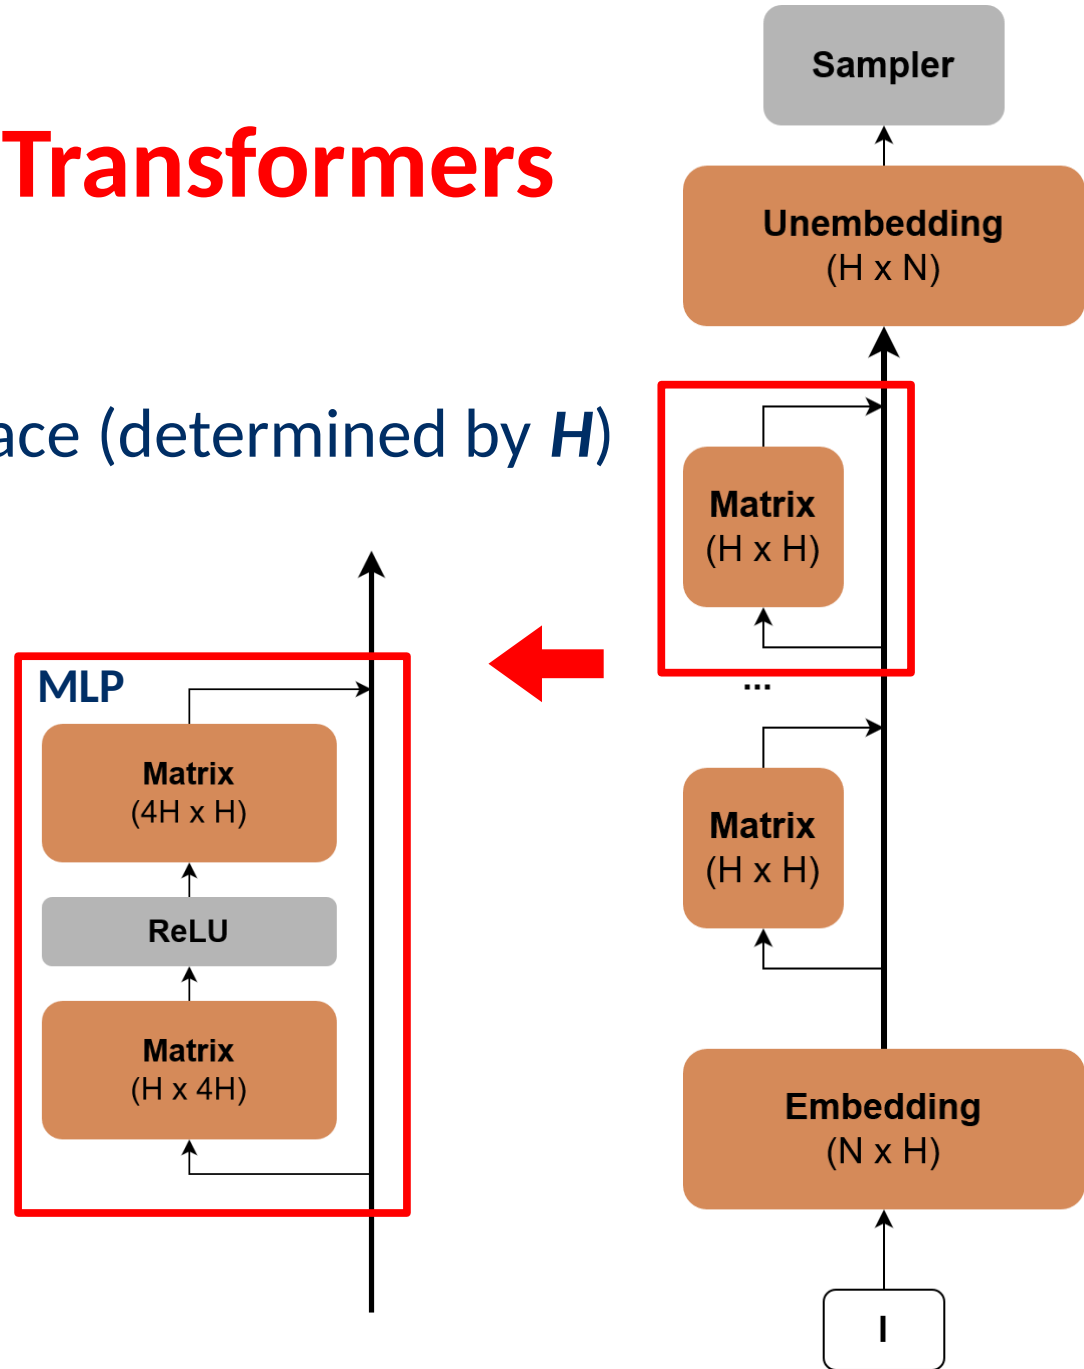 Transformers
ace (determined by H)
MLP
Matrix
(4H x H)
ReLU
Matrix
(H x 4H)
Sampler
Unembedding
(H x N)
Matrix
(H x H)
...
Matrix
(H x H)
Embedding
(N x H)
I